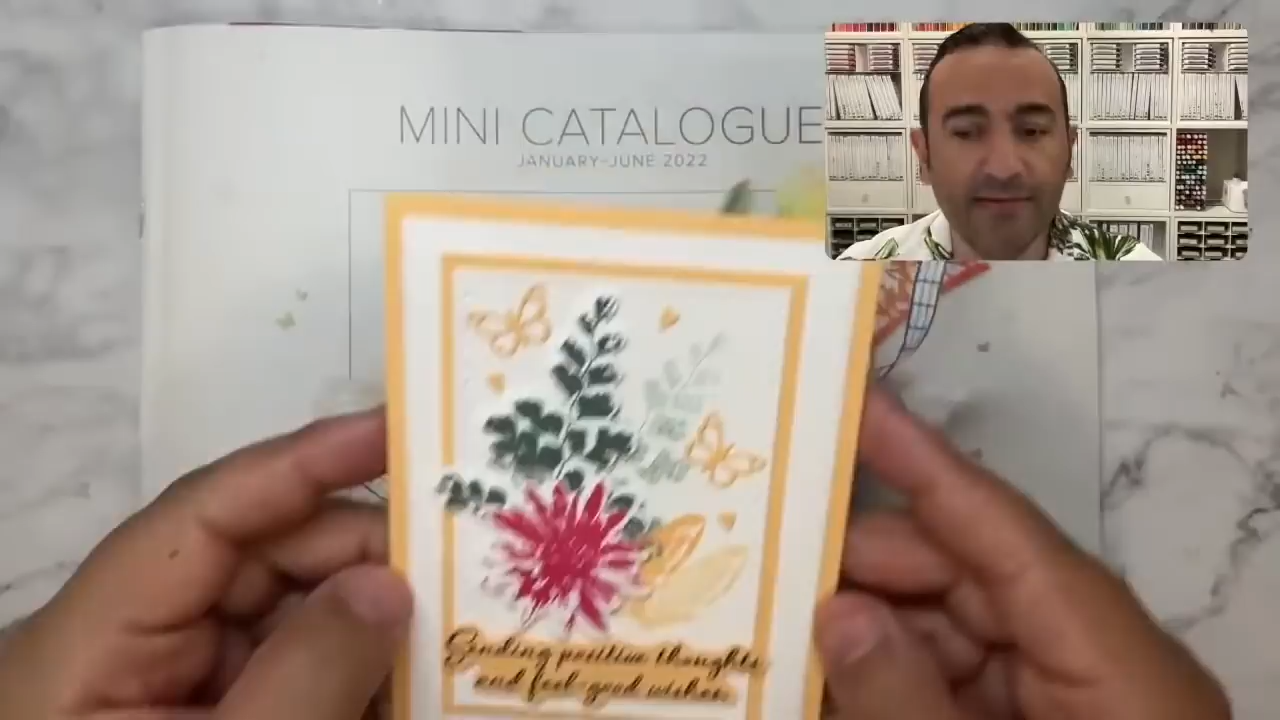 MINI CATALOGUE
JANUARY–JUNE 2022
Sending positive thoughts
and feel-good wishes.